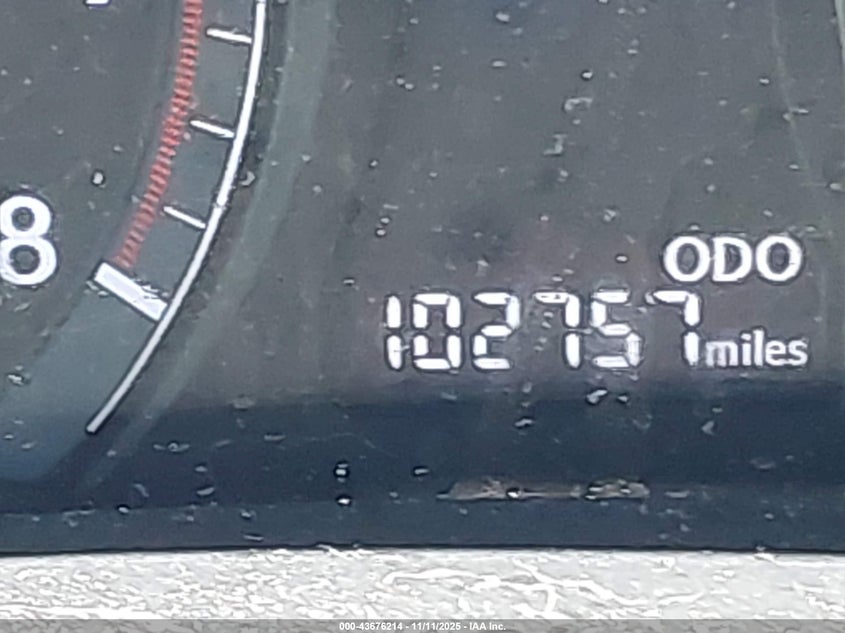 8
ODO
102757 miles
000-43676214 - 11/11/2025 - IAA Inc.